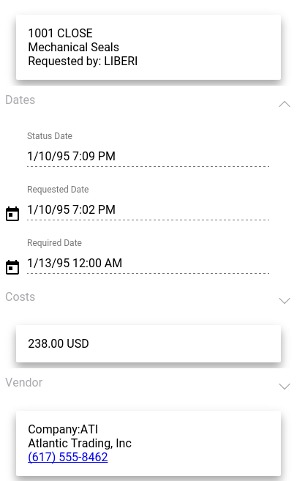 1001 CLOSE
Mechanical Seals
Requested by: LIBERI
Dates
Status Date
1/10/95 7:09 PM
Requested Date
1/10/95 7:02 PM
Required Date
1/13/95 12:00 AM
Costs
238.00 USD
Vendor
Company:ATI
Atlantic Trading, Inc
(617) 555-8462